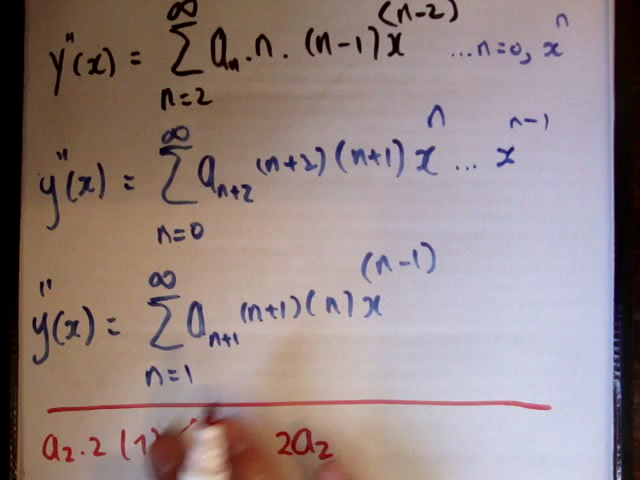 y''(x) = ∑_{n=2}^{∞} a_n . n . (n-1) x^{(n-2)} ... n=0, x^n
y''(x) = ∑_{n=0}^{∞} a_{n+2} (n+2) (n+1) x^n ... x^{n-1}
y''(x) = ∑_{n=1}^{∞} a_{n+1} (n+1) (n) x^{(n-1)}
a_2 . 2 (1) 2a_2